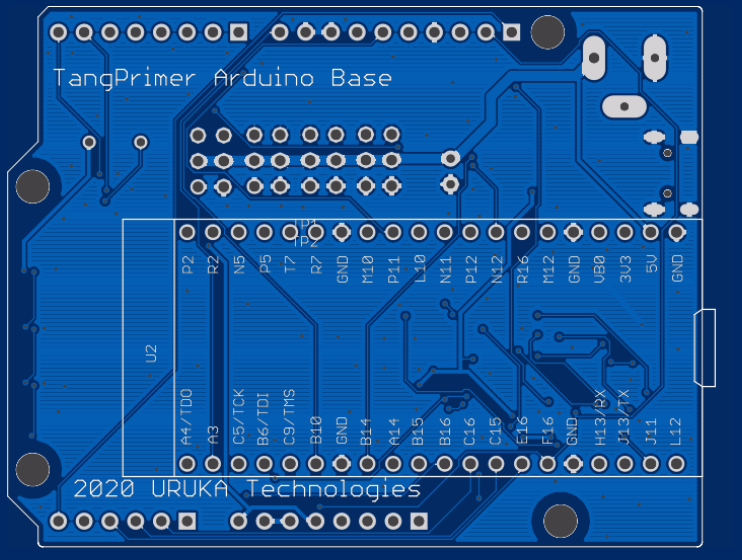 TangPrimer Arduino Base
TP1
TP2
P2 R2 N5 P5 T7 R7 GND M10 P11 L10 N11 P12 N12 R16 M12 GND VB0 3V3 5V GND
U2
A4/TDO A3 C5/TCK B6/TDI C9/TMS B10 GND B14 A14 B15 B16 C16 C15 E16 F16 GND H13/RX J13/TX J11 L12
2020 URUKA Technologies